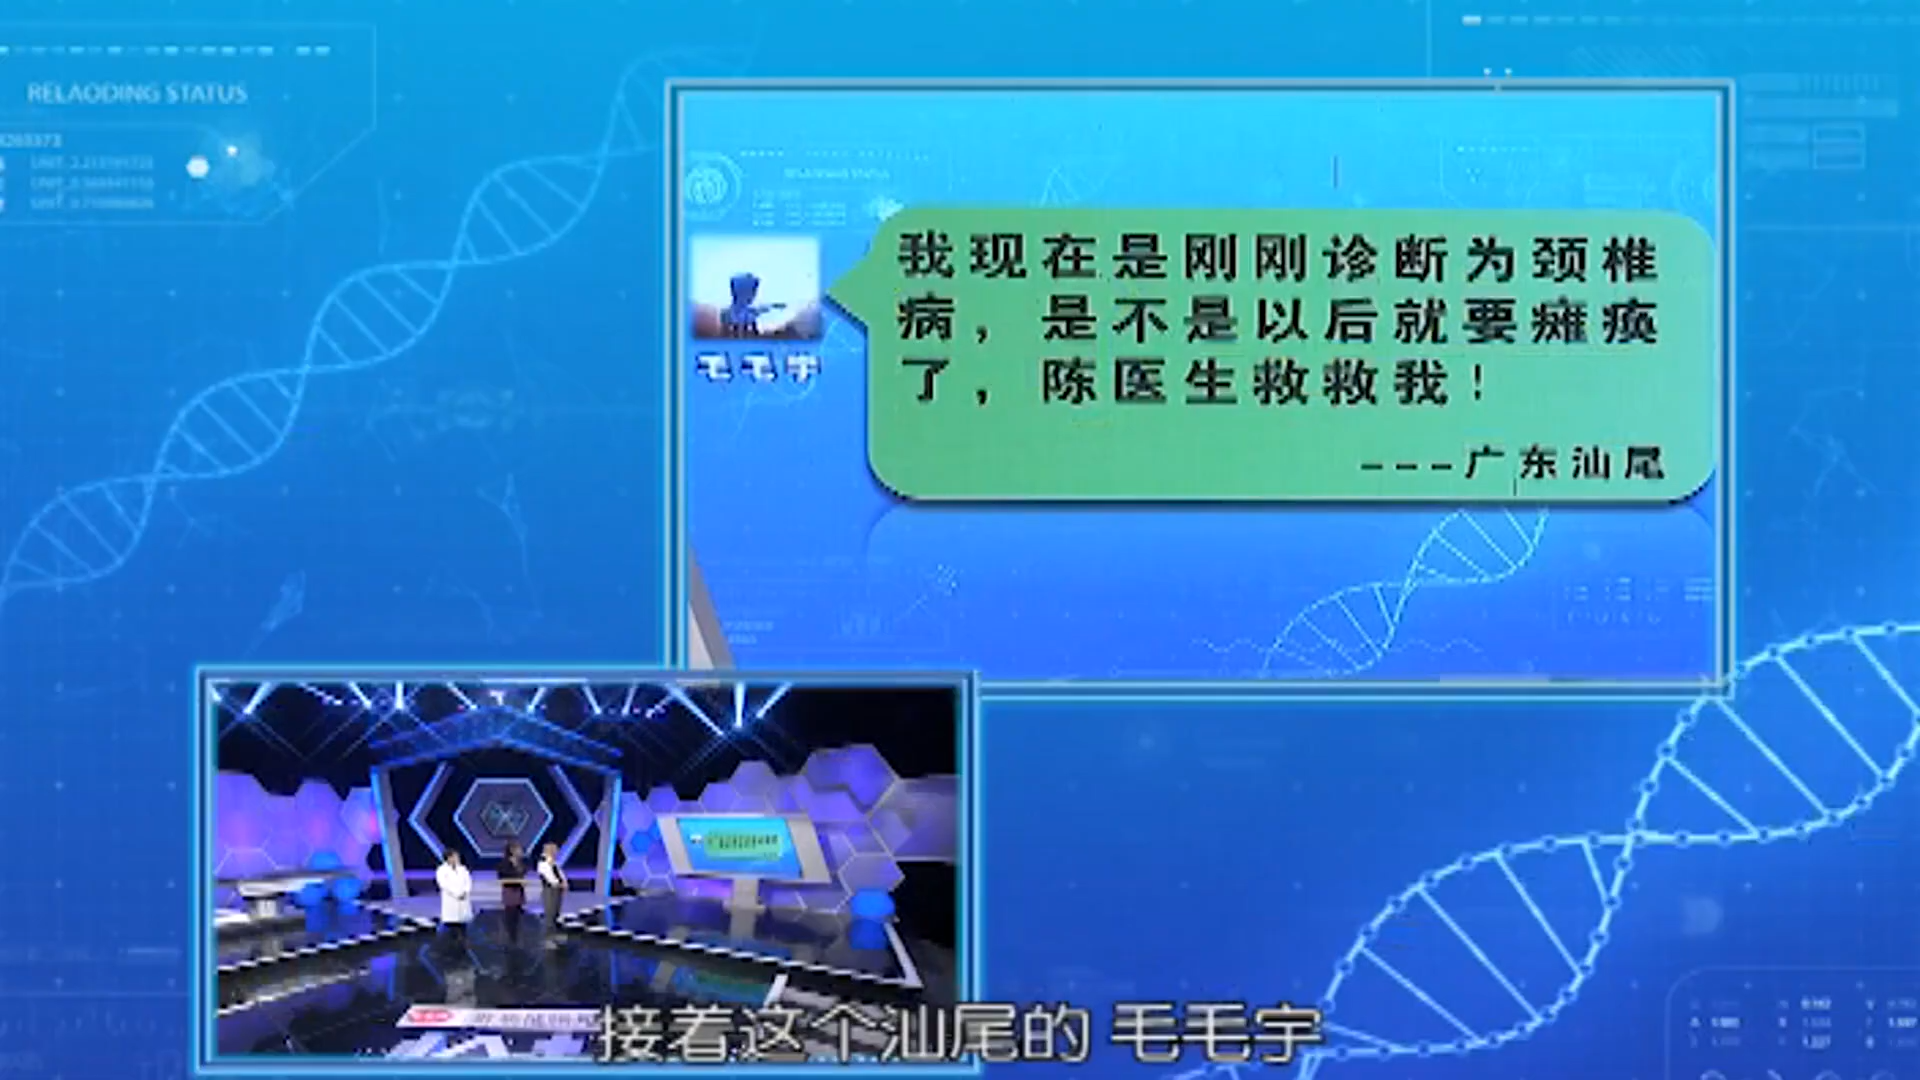 RELAODING STATUS
我现在是刚刚诊断为颈椎
病，是不是以后就要瘫痪
了，陈医生救救我！
---广东汕尾
毛毛宇
接着这个汕尾的 毛毛宇